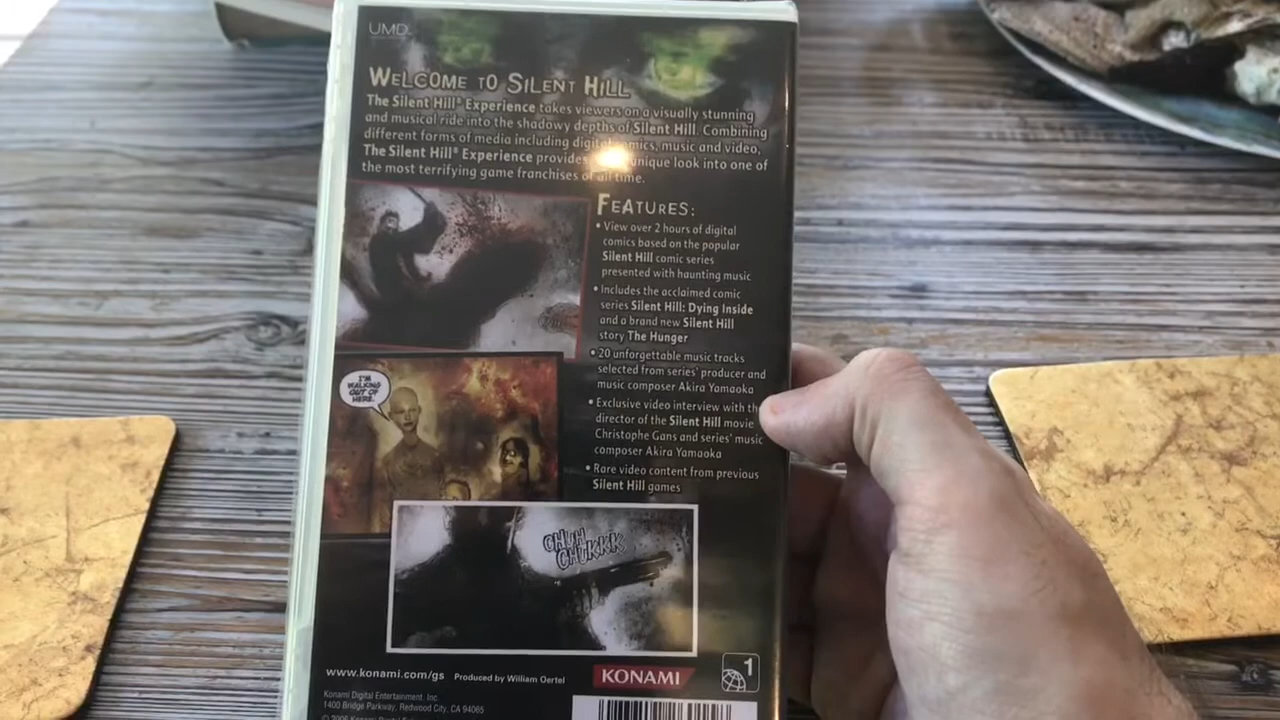 UMD
WELCOME TO SILENT HILL
The Silent Hill® Experience takes viewers on a visually stunning
and musical ride into the shadowy depths of Silent Hill. Combining
different forms of media including digital comics, music and video,
The Silent Hill® Experience provides unique look into one of
the most terrifying game franchises of all time.
FEATURES:
• View over 2 hours of digital
comics based on the popular
Silent Hill comic series
presented with haunting music
• Includes the acclaimed comic
series Silent Hill: Dying Inside
and a brand new Silent Hill
story The Hunger
• 20 unforgettable music tracks
selected from series' producer and
music composer Akira Yamaoka
• Exclusive video interview with the
director of the Silent Hill movie
Christophe Gans and series' music
composer Akira Yamaoka
• Rare video content from previous
Silent Hill games
I'M
WALKING
OUT OF
HERE.
CHUH
CHUKKK
www.konami.com/gs Produced by William Oertel
KONAMI
1
Konami Digital Entertainment, Inc.
1400 Bridge Parkway, Redwood City, CA 94065
© 2006 Konami Digital